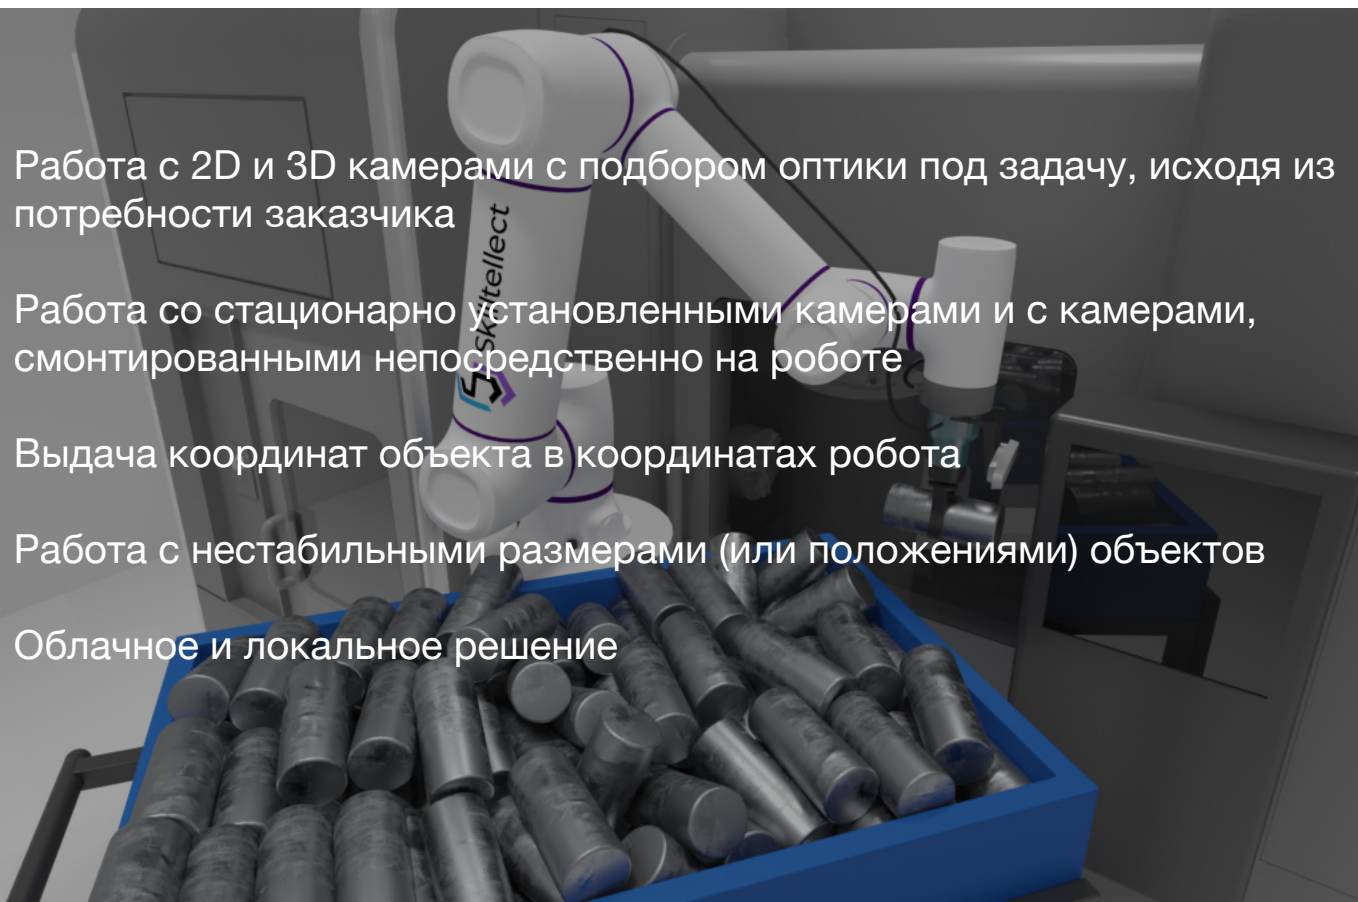 Работа с 2D и 3D камерами с подбором оптики под задачу, исходя из
потребности заказчика
Работа со стационарно установленными камерами и с камерами,
смонтированными непосредственно на роботе
Выдача координат объекта в координатах робота
Работа с нестабильными размерами (или положениями) объектов
Облачное и локальное решение
Skiltellect